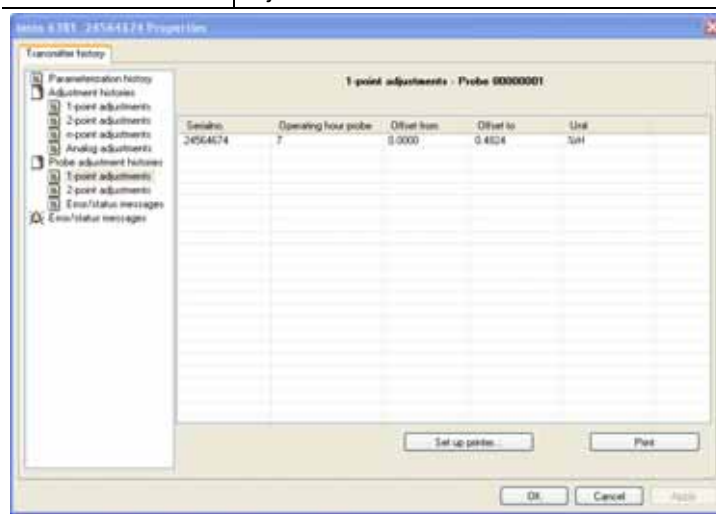 testo 6381 24564674 Properties
Transmitter history
Parameterization history
Adjustment histories
1-point adjustments
2-point adjustments
n-point adjustments
Analog adjustments
Probe adjustment histories
1-point adjustments
2-point adjustments
Error/status messages
Error/status messages
1-point adjustments - Probe 00000001
Serialno. Operating hour probe Offset from Offset to Unit
24564674 7 0.0000 0.4824 %rH
Set up printer... Print
OK Cancel Apply